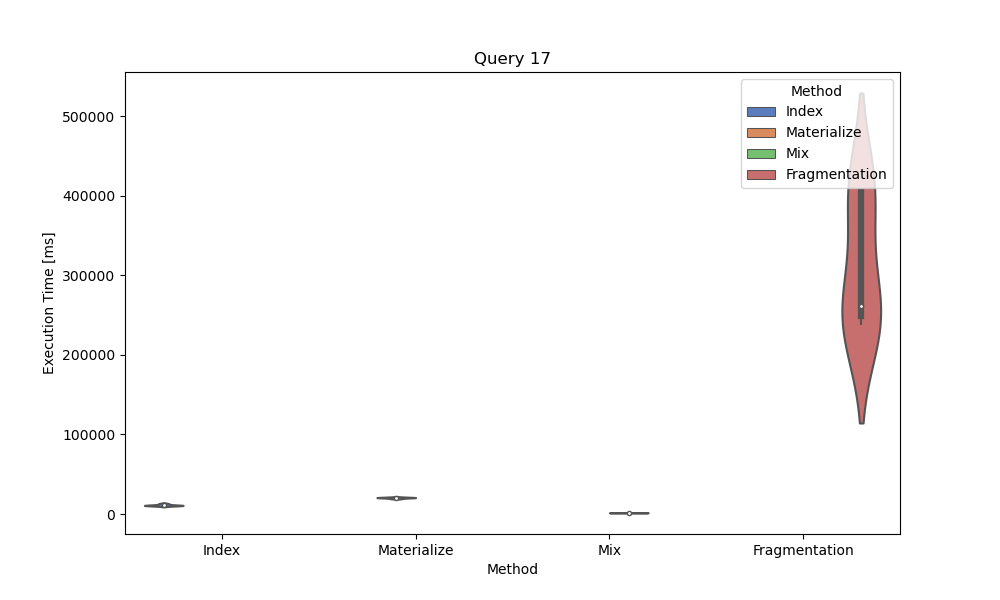 Query 17
Method
Index
Materialize
Mix
Fragmentation
500000
400000
300000
200000
100000
0
Execution Time [ms]
Index
Materialize
Mix
Fragmentation
Method